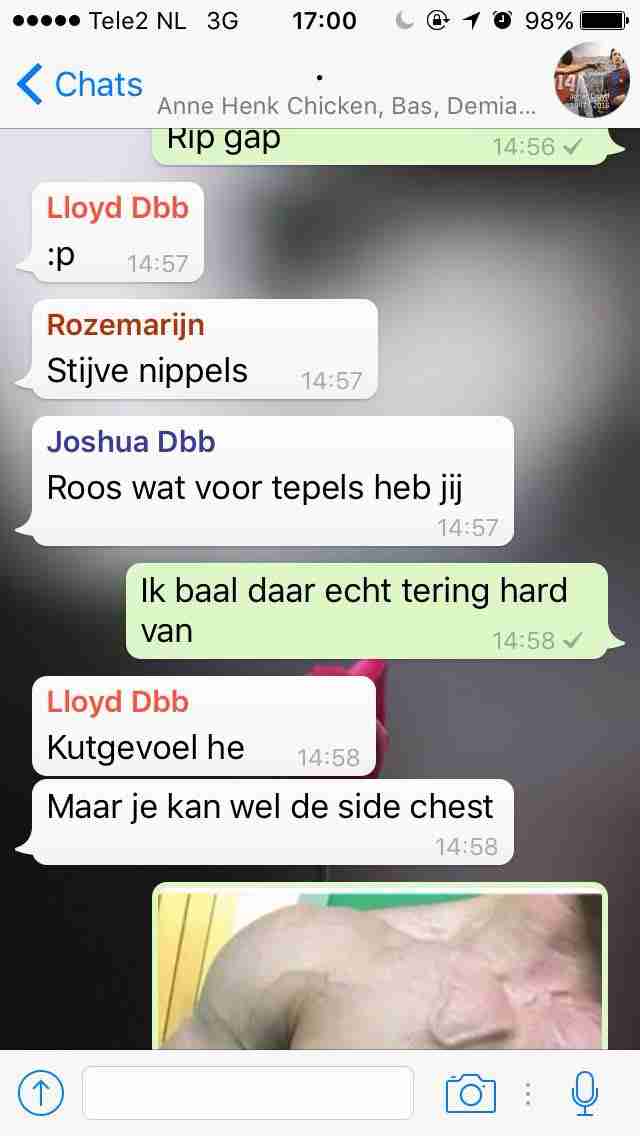 Tele2 NL 3G 17:00 98%
Chats
.
Anne Henk Chicken, Bas, Demia...
14
Rip gap
14:56
Lloyd Dbb
:p
14:57
Rozemarijn
Stijve nippels
14:57
Joshua Dbb
Roos wat voor tepels heb jij
14:57
Ik baal daar echt tering hard
van
14:58
Lloyd Dbb
Kutgevoel he
14:58
Maar je kan wel de side chest
14:58